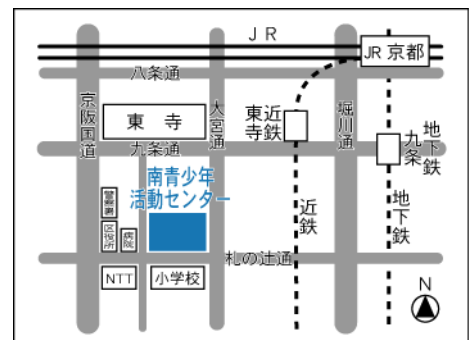 JR
JR 京都
八条通
京阪国道
東寺
大宮通
近鉄
東寺
堀川通
地下鉄
九条
九条通
南青少年
活動センター
警察署
区役所
病院
近鉄
地下鉄
札の辻通
NTT
小学校
N